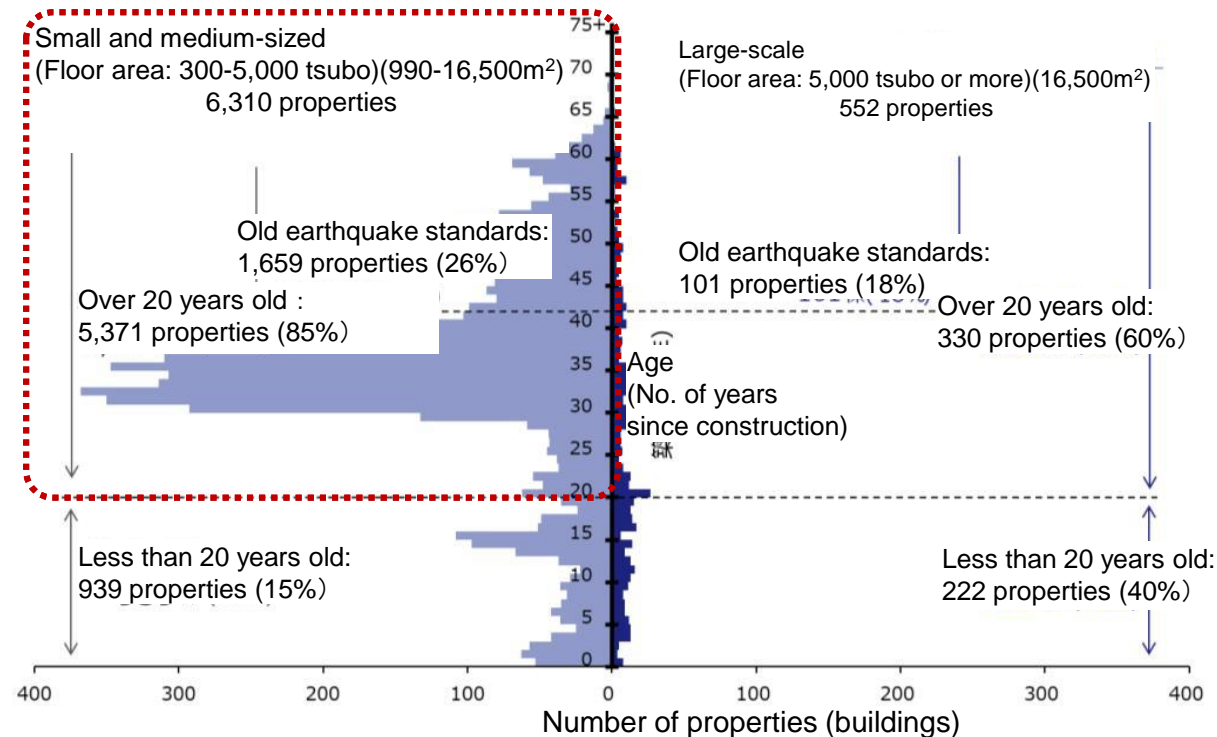 Small and medium-sized
(Floor area: 300-5,000 tsubo)(990-16,500m²)
6,310 properties
Large-scale
(Floor area: 5,000 tsubo or more)(16,500m²)
552 properties
Old earthquake standards:
1,659 properties (26%)
Over 20 years old :
5,371 properties (85%)
Old earthquake standards:
101 properties (18%)
Over 20 years old:
330 properties (60%)
Age
(No. of years
since construction)
Less than 20 years old:
939 properties (15%)
Less than 20 years old:
222 properties (40%)
75+
70
65
60
55
50
45
40
35
30
25
20
15
10
5
0
400 300 200 100 0 100 200 300 400
Number of properties (buildings)